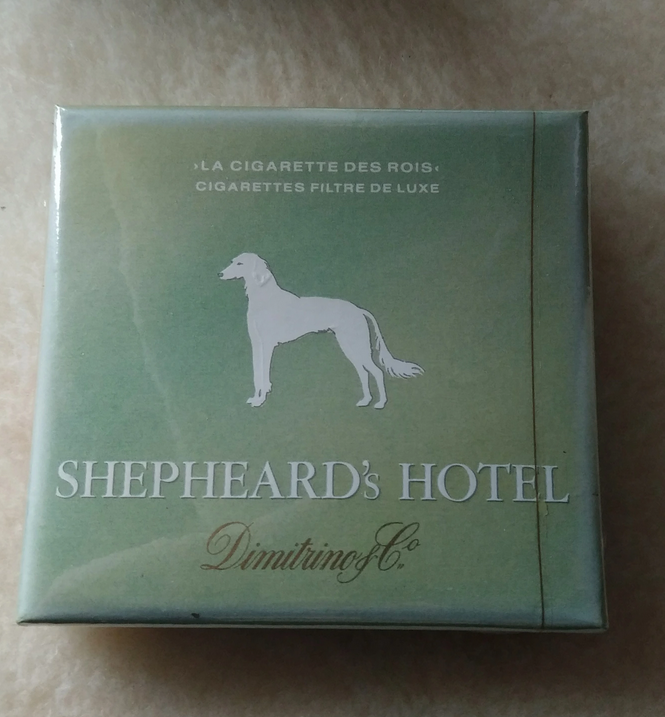 ›LA CIGARETTE DES ROIS‹
CIGARETTES FILTRE DE LUXE
SHEPHEARD's HOTEL
Dimitrino & Co